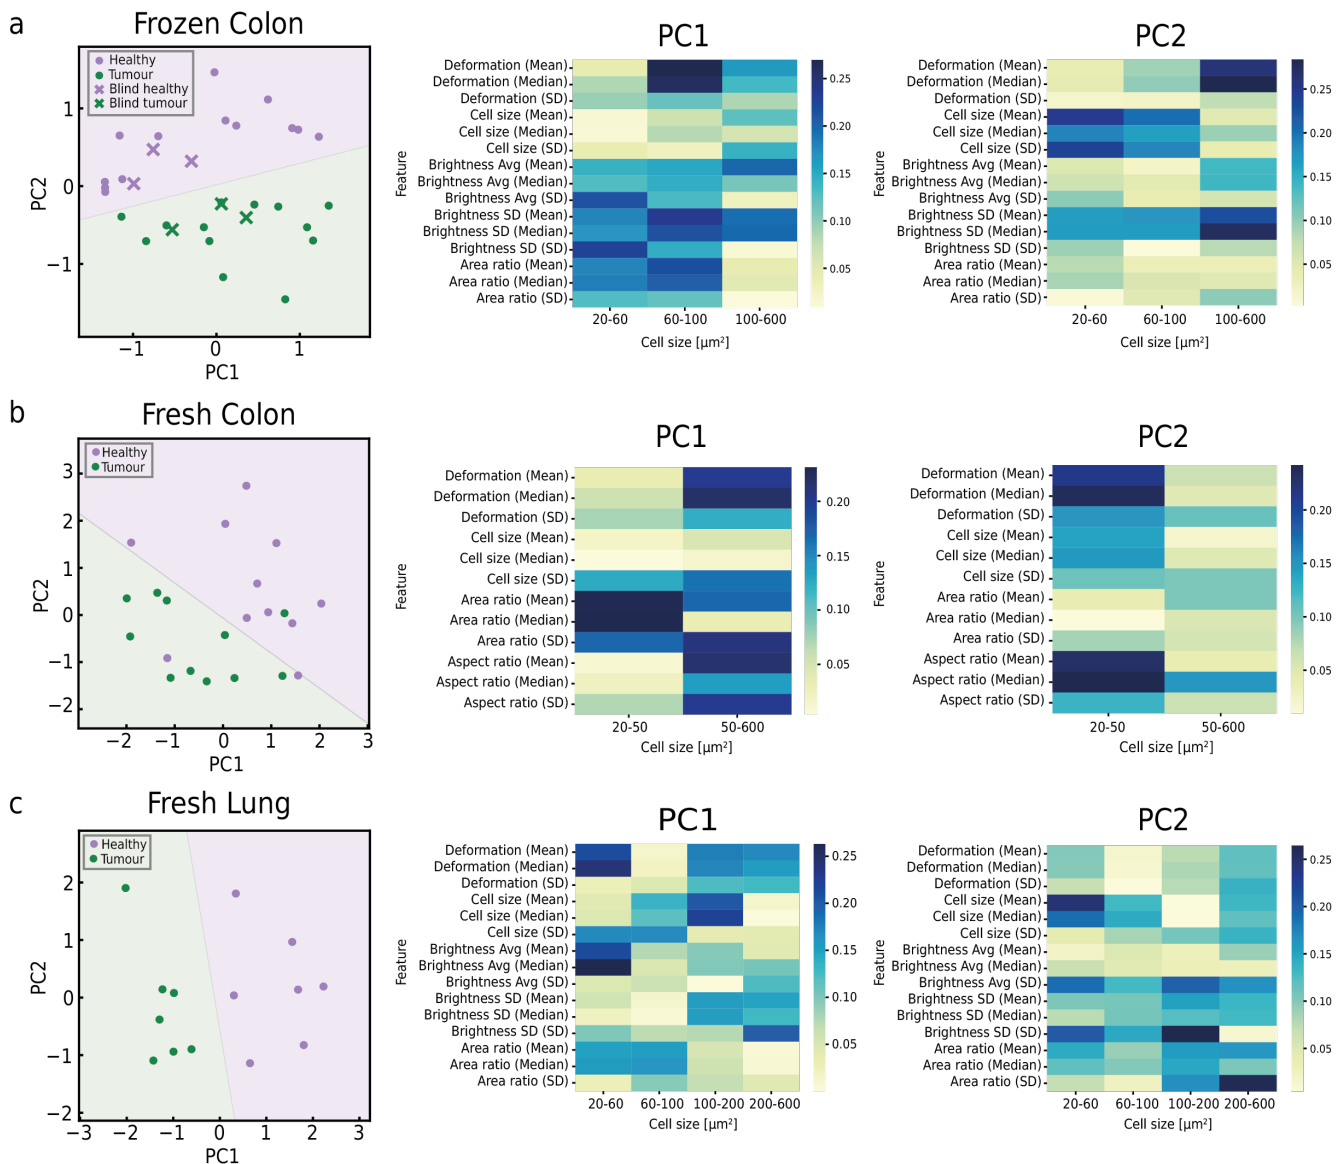 a
Frozen Colon
Healthy
Tumour
Blind healthy
Blind tumour
1
0
−1
PC2
−1
0
1
PC1
PC1
Deformation (Mean)
Deformation (Median)
Deformation (SD)
Cell size (Mean)
Cell size (Median)
Cell size (SD)
Brightness Avg (Mean)
Brightness Avg (Median)
Brightness Avg (SD)
Brightness SD (Mean)
Brightness SD (Median)
Brightness SD (SD)
Area ratio (Mean)
Area ratio (Median)
Area ratio (SD)
Feature
20-60 60-100 100-600
Cell size [µm²]
0.25
0.20
0.15
0.10
0.05
PC2
Deformation (Mean)
Deformation (Median)
Deformation (SD)
Cell size (Mean)
Cell size (Median)
Cell size (SD)
Brightness Avg (Mean)
Brightness Avg (Median)
Brightness Avg (SD)
Brightness SD (Mean)
Brightness SD (Median)
Brightness SD (SD)
Area ratio (Mean)
Area ratio (Median)
Area ratio (SD)
Feature
20-60 60-100 100-600
Cell size [µm²]
0.25
0.20
0.15
0.10
0.05
b
Fresh Colon
Healthy
Tumour
3
2
1
0
−1
−2
PC2
−2 −1 0 1 2 3
PC1
PC1
Deformation (Mean)
Deformation (Median)
Deformation (SD)
Cell size (Mean)
Cell size (Median)
Cell size (SD)
Area ratio (Mean)
Area ratio (Median)
Area ratio (SD)
Aspect ratio (Mean)
Aspect ratio (Median)
Aspect ratio (SD)
Feature
20-50 50-600
Cell size [µm²]
0.20
0.15
0.10
0.05
PC2
Deformation (Mean)
Deformation (Median)
Deformation (SD)
Cell size (Mean)
Cell size (Median)
Cell size (SD)
Area ratio (Mean)
Area ratio (Median)
Area ratio (SD)
Aspect ratio (Mean)
Aspect ratio (Median)
Aspect ratio (SD)
Feature
20-50 50-600
Cell size [µm²]
0.20
0.15
0.10
0.05
c
Fresh Lung
Healthy
Tumour
2
1
0
−1
−2
PC2
−3 −2 −1 0 1 2 3
PC1
PC1
Deformation (Mean)
Deformation (Median)
Deformation (SD)
Cell size (Mean)
Cell size (Median)
Cell size (SD)
Brightness Avg (Mean)
Brightness Avg (Median)
Brightness Avg (SD)
Brightness SD (Mean)
Brightness SD (Median)
Brightness SD (SD)
Area ratio (Mean)
Area ratio (Median)
Area ratio (SD)
Feature
20-60 60-100 100-200 200-600
Cell size [µm²]
0.25
0.20
0.15
0.10
0.05
PC2
Deformation (Mean)
Deformation (Median)
Deformation (SD)
Cell size (Mean)
Cell size (Median)
Cell size (SD)
Brightness Avg (Mean)
Brightness Avg (Median)
Brightness Avg (SD)
Brightness SD (Mean)
Brightness SD (Median)
Brightness SD (SD)
Area ratio (Mean)
Area ratio (Median)
Area ratio (SD)
Feature
20-60 60-100 100-200 200-600
Cell size [µm²]
0.25
0.20
0.15
0.10
0.05